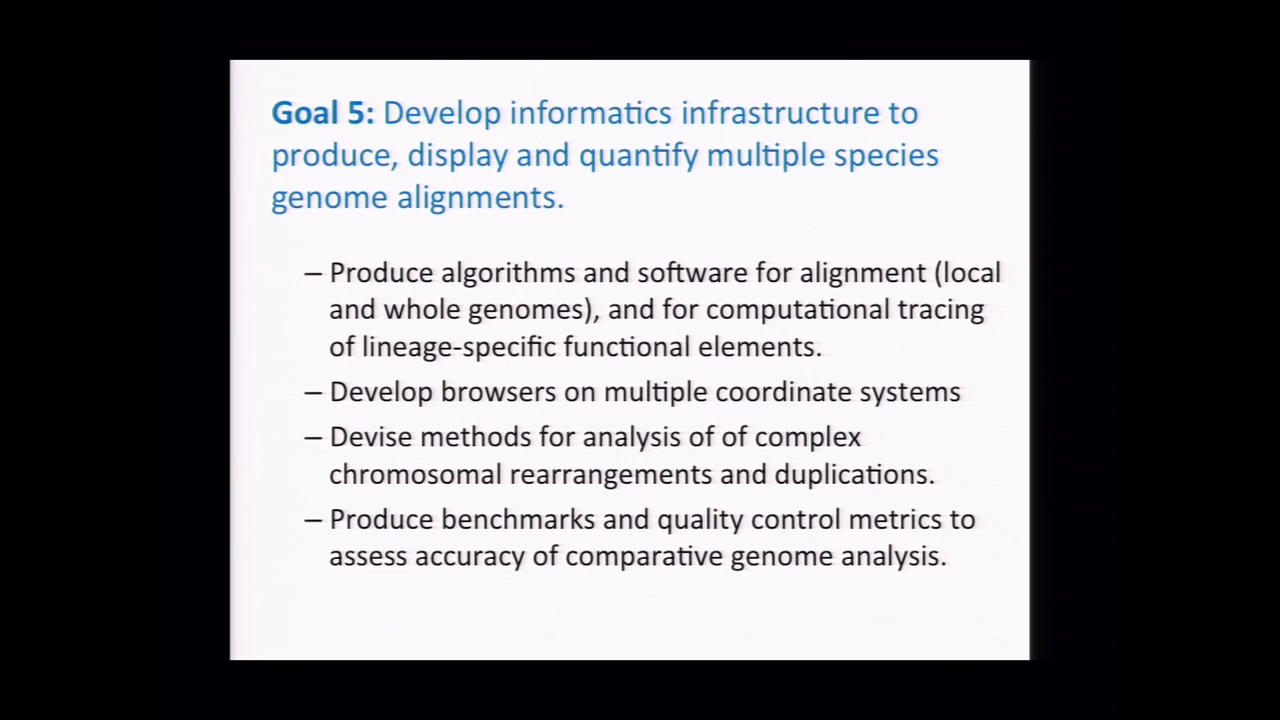 Goal 5: Develop informatics infrastructure to
produce, display and quantify multiple species
genome alignments.
– Produce algorithms and software for alignment (local
and whole genomes), and for computational tracing
of lineage-specific functional elements.
– Develop browsers on multiple coordinate systems
– Devise methods for analysis of of complex
chromosomal rearrangements and duplications.
– Produce benchmarks and quality control metrics to
assess accuracy of comparative genome analysis.